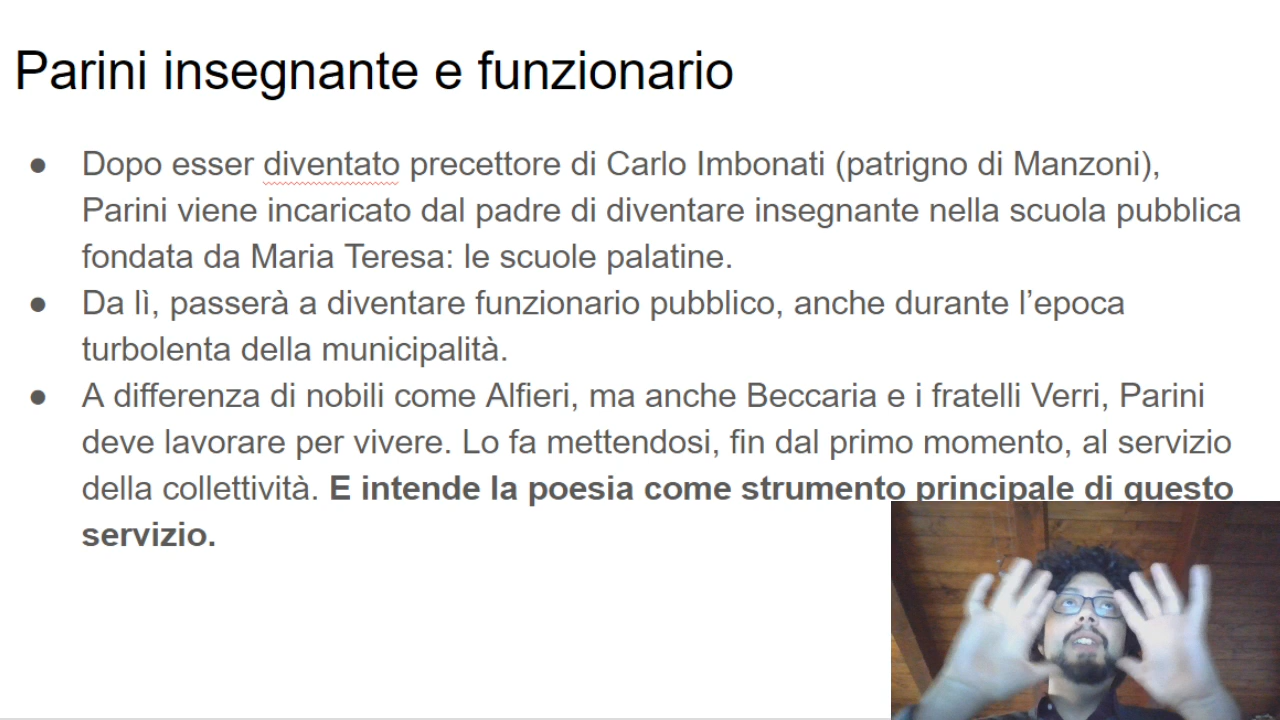 Parini insegnante e funzionario
● Dopo esser diventato precettore di Carlo Imbonati (patrigno di Manzoni),
Parini viene incaricato dal padre di diventare insegnante nella scuola pubblica
fondata da Maria Teresa: le scuole palatine.
● Da lì, passerà a diventare funzionario pubblico, anche durante l’epoca
turbolenta della municipalità.
● A differenza di nobili come Alfieri, ma anche Beccaria e i fratelli Verri, Parini
deve lavorare per vivere. Lo fa mettendosi, fin dal primo momento, al servizio
della collettività. E intende la poesia come strumento principale di questo
servizio.